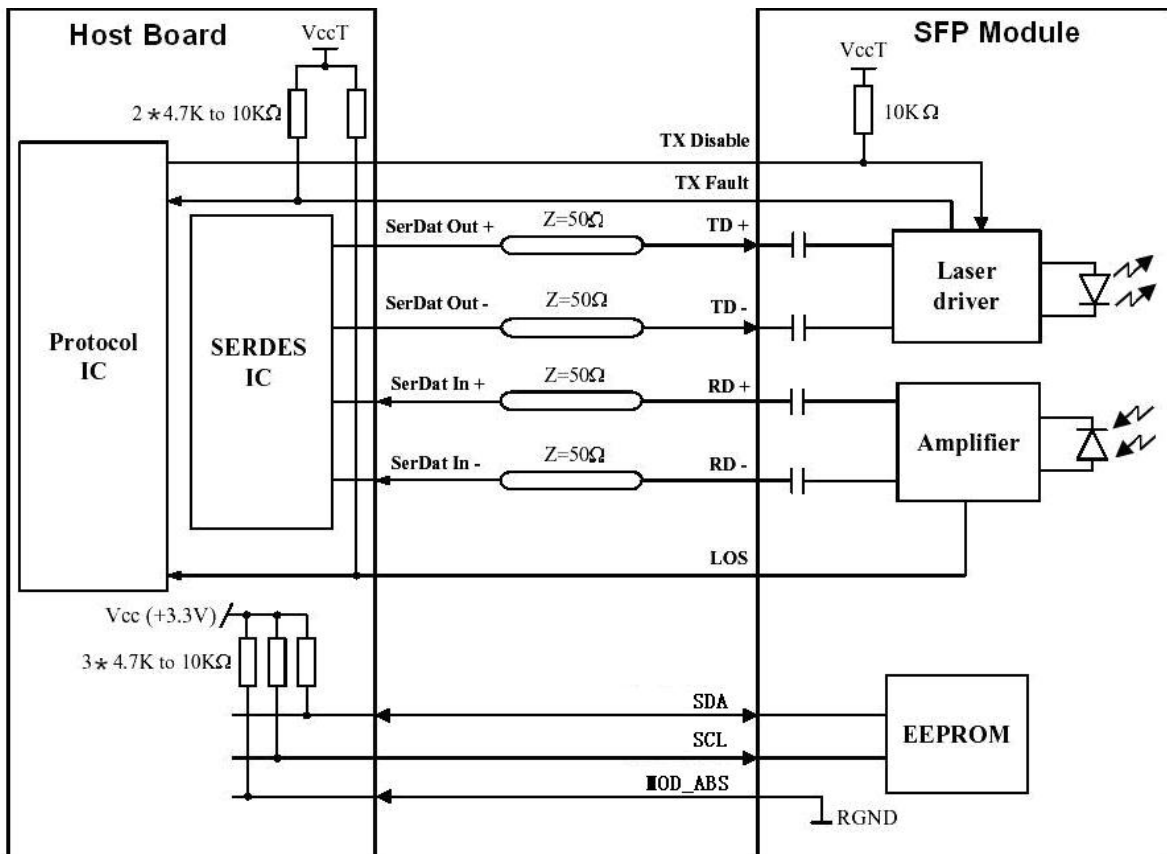 Host Board
SFP Module
VccT
VccT
2*4.7K to 10KΩ
10KΩ
TX Disable
TX Fault
SerDat Out +
Z=50Ω
TD +
Laser
driver
SerDat Out -
Z=50Ω
TD -
Protocol
IC
SERDES
IC
SerDat In +
Z=50Ω
RD +
Amplifier
SerDat In -
Z=50Ω
RD -
LOS
Vcc (+3.3V)
3*4.7K to 10KΩ
SDA
SCL
EEPROM
MOD_ABS
RGND